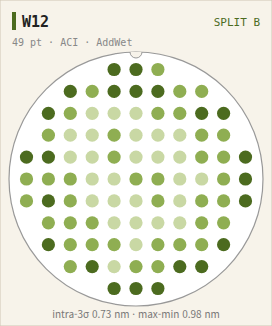 W12
SPLIT B
49 pt · ACI · AddWet
intra-3σ 0.73 nm · max-min 0.98 nm